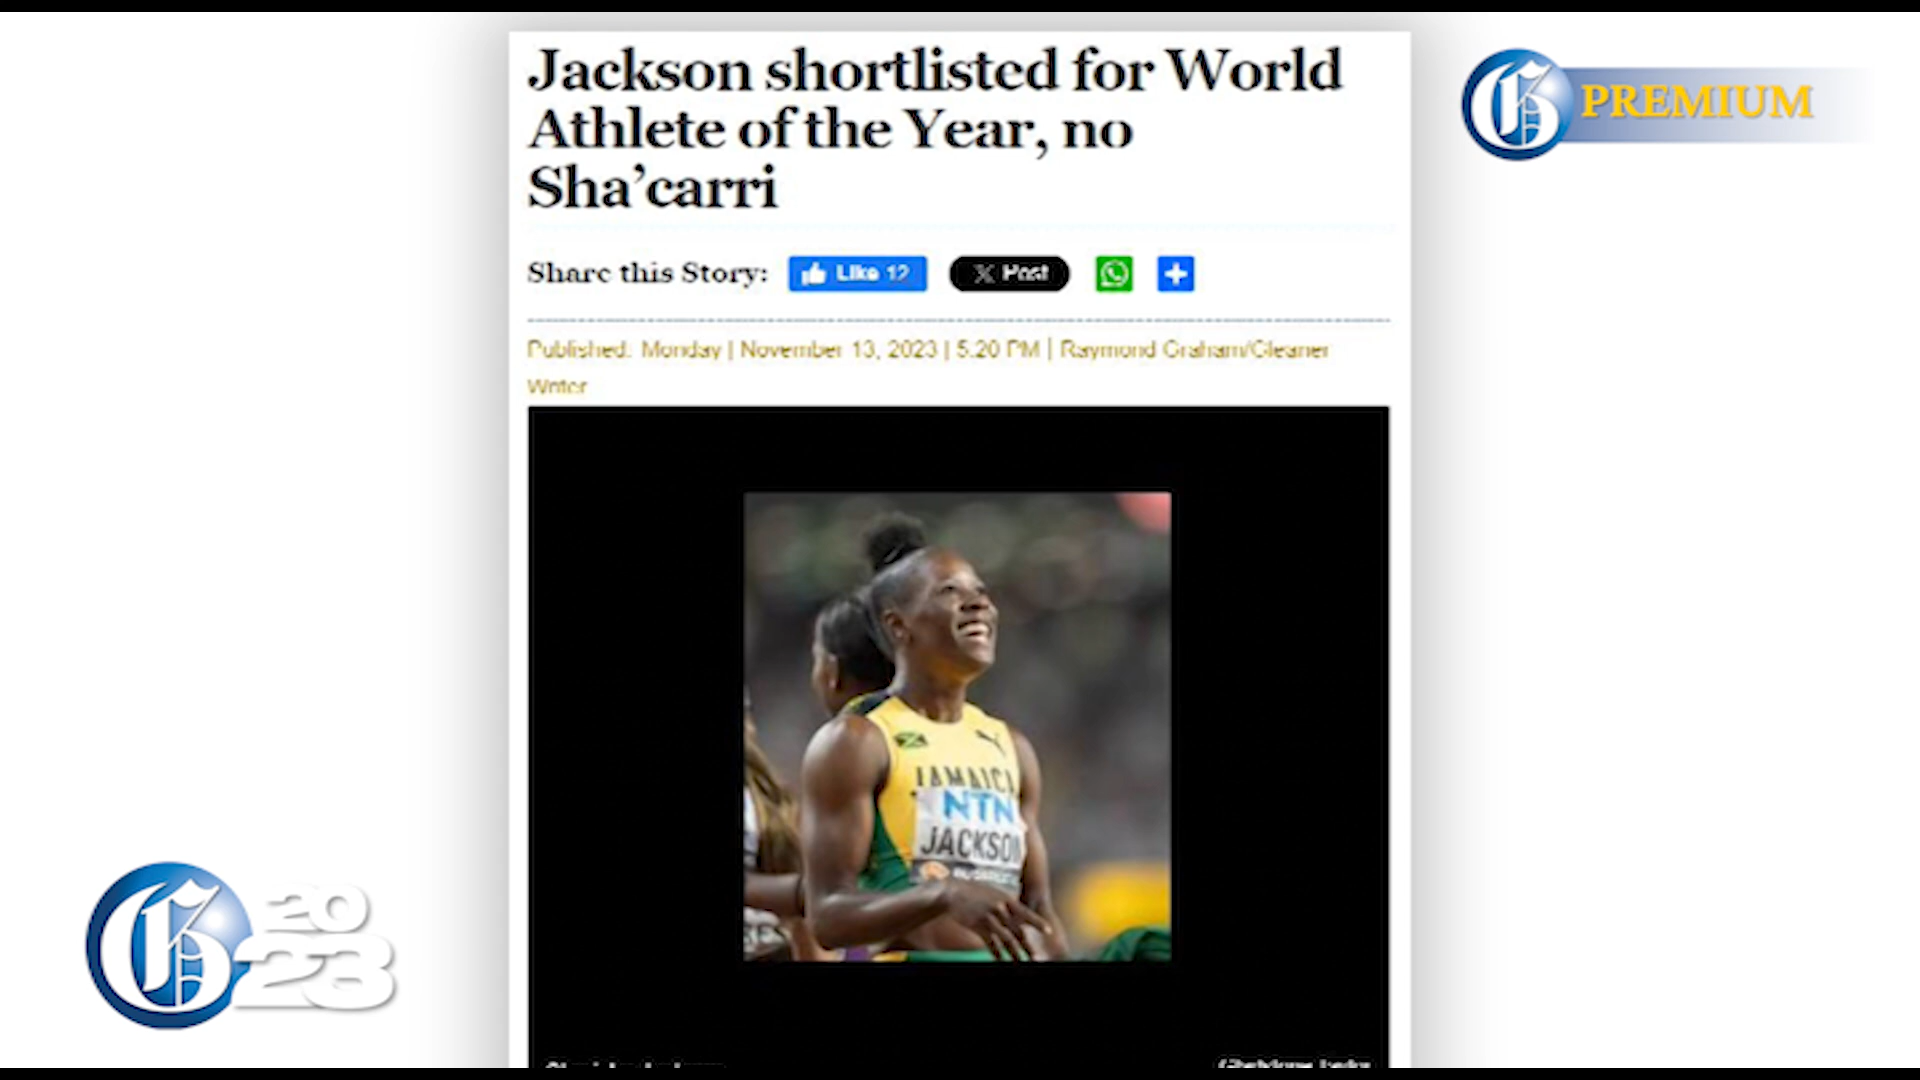 Jackson shortlisted for World
Athlete of the Year, no
Sha’carri
G PREMIUM
Share this Story:
Like 12
X Post
Published: Monday | November 13, 2023 | 5:20 PM | Raymond Graham/Gleaner
Writer
JAMAICA
NTN
JACKSON
G 2023